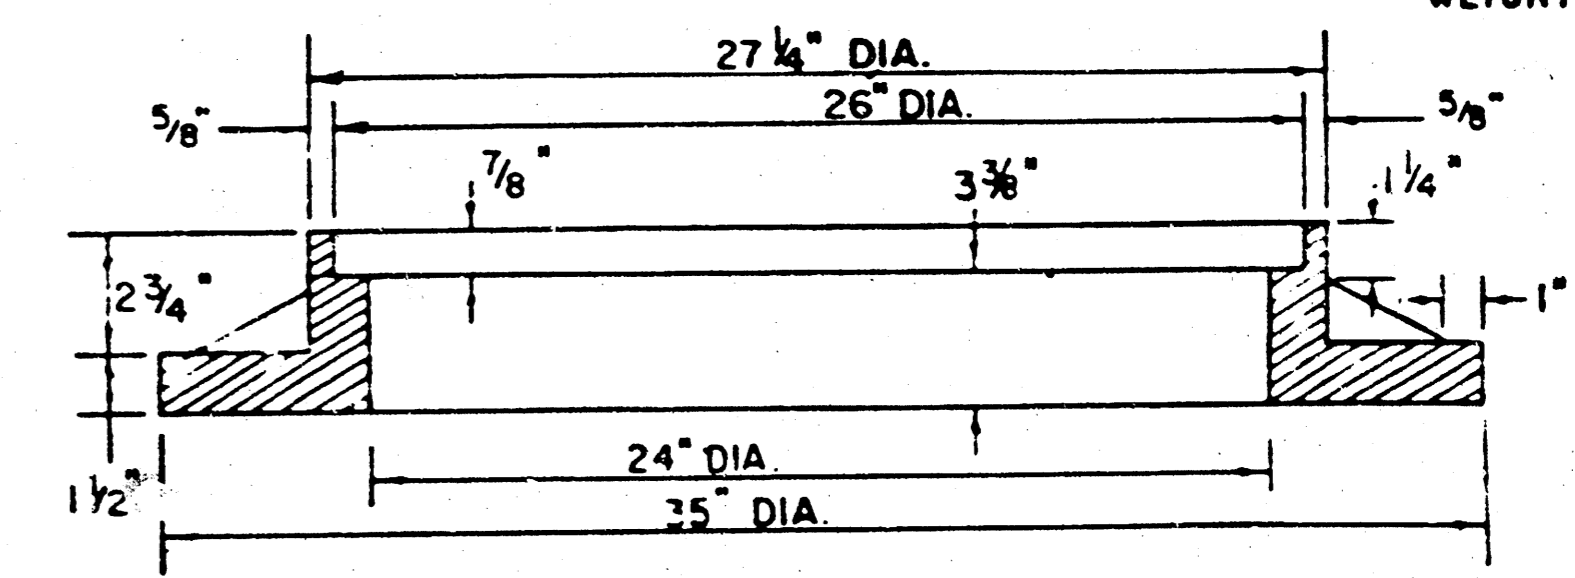 27 1/4" DIA.
26" DIA.
5/8"
5/8"
7/8"
3 3/8"
1 1/4"
2 3/4"
1"
24" DIA.
1 1/2"
35" DIA.